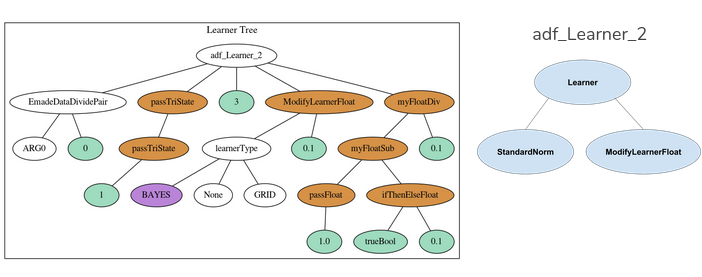 Learner Tree
adf_Learner_2
EmadeDataDividePair
passTriState
3
ModifyLearnerFloat
myFloatDiv
ARG0
0
passTriState
learnerType
0.1
myFloatSub
0.1
1
BAYES
None
GRID
passFloat
ifThenElseFloat
1.0
trueBool
0.1
adf_Learner_2
Learner
StandardNorm
ModifyLearnerFloat